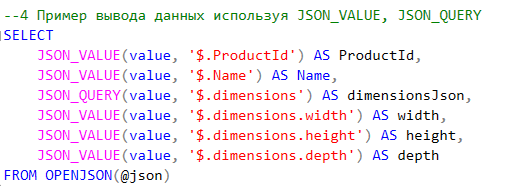 --4 Пример вывода данных используя JSON_VALUE, JSON_QUERY
SELECT
    JSON_VALUE(value, '$.ProductId') AS ProductId,
    JSON_VALUE(value, '$.Name') AS Name,
    JSON_QUERY(value, '$.dimensions') AS dimensionsJson,
    JSON_VALUE(value, '$.dimensions.width') AS width,
    JSON_VALUE(value, '$.dimensions.height') AS height,
    JSON_VALUE(value, '$.dimensions.depth') AS depth
FROM OPENJSON(@json)